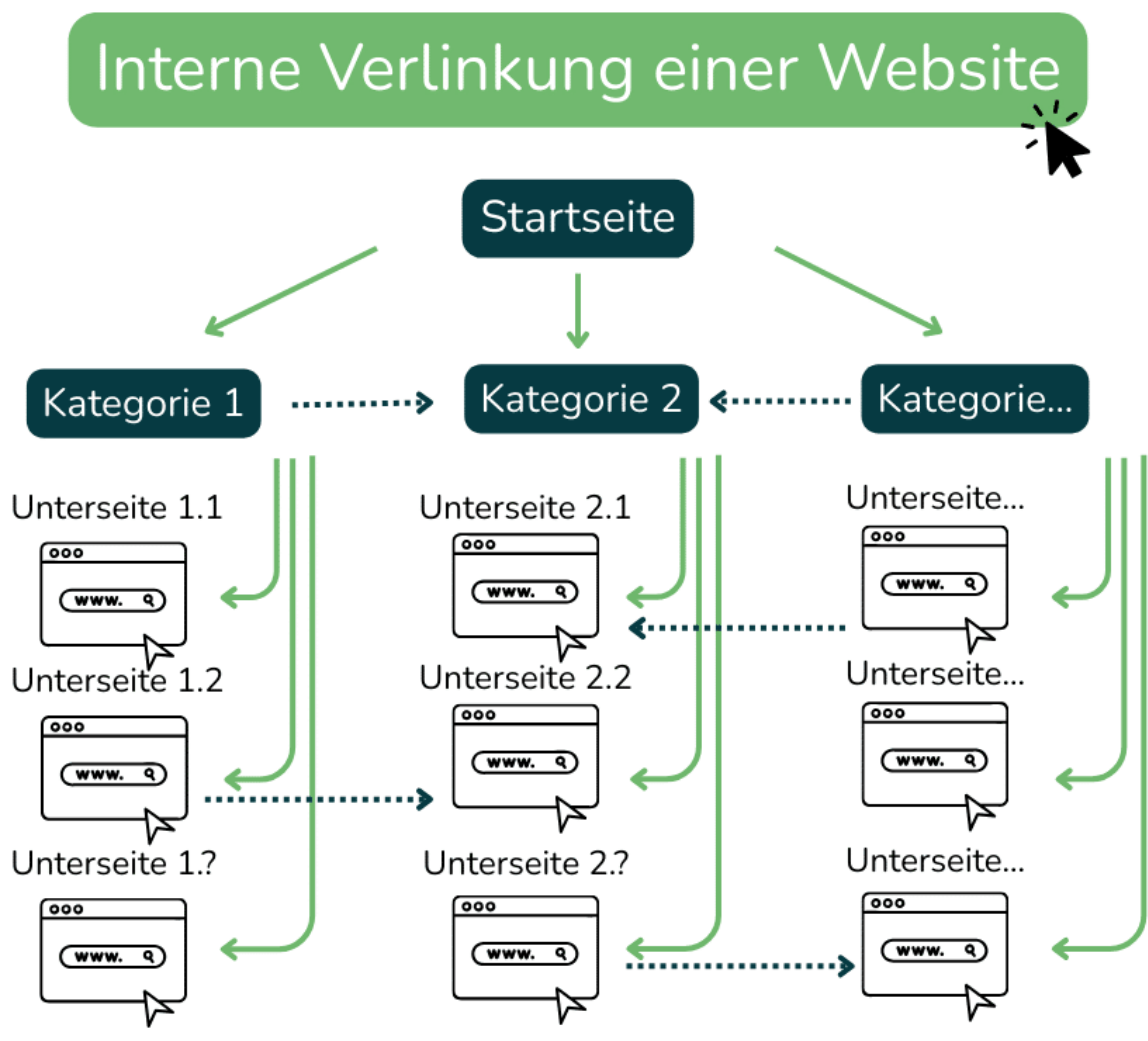 Interne Verlinkung einer Website
Startseite
Kategorie 1
Kategorie 2
Kategorie...
Unterseite 1.1
www.
Unterseite 1.2
www.
Unterseite 1.?
www.
Unterseite 2.1
www.
Unterseite 2.2
www.
Unterseite 2.?
www.
Unterseite...
www.
Unterseite...
www.
Unterseite...
www.